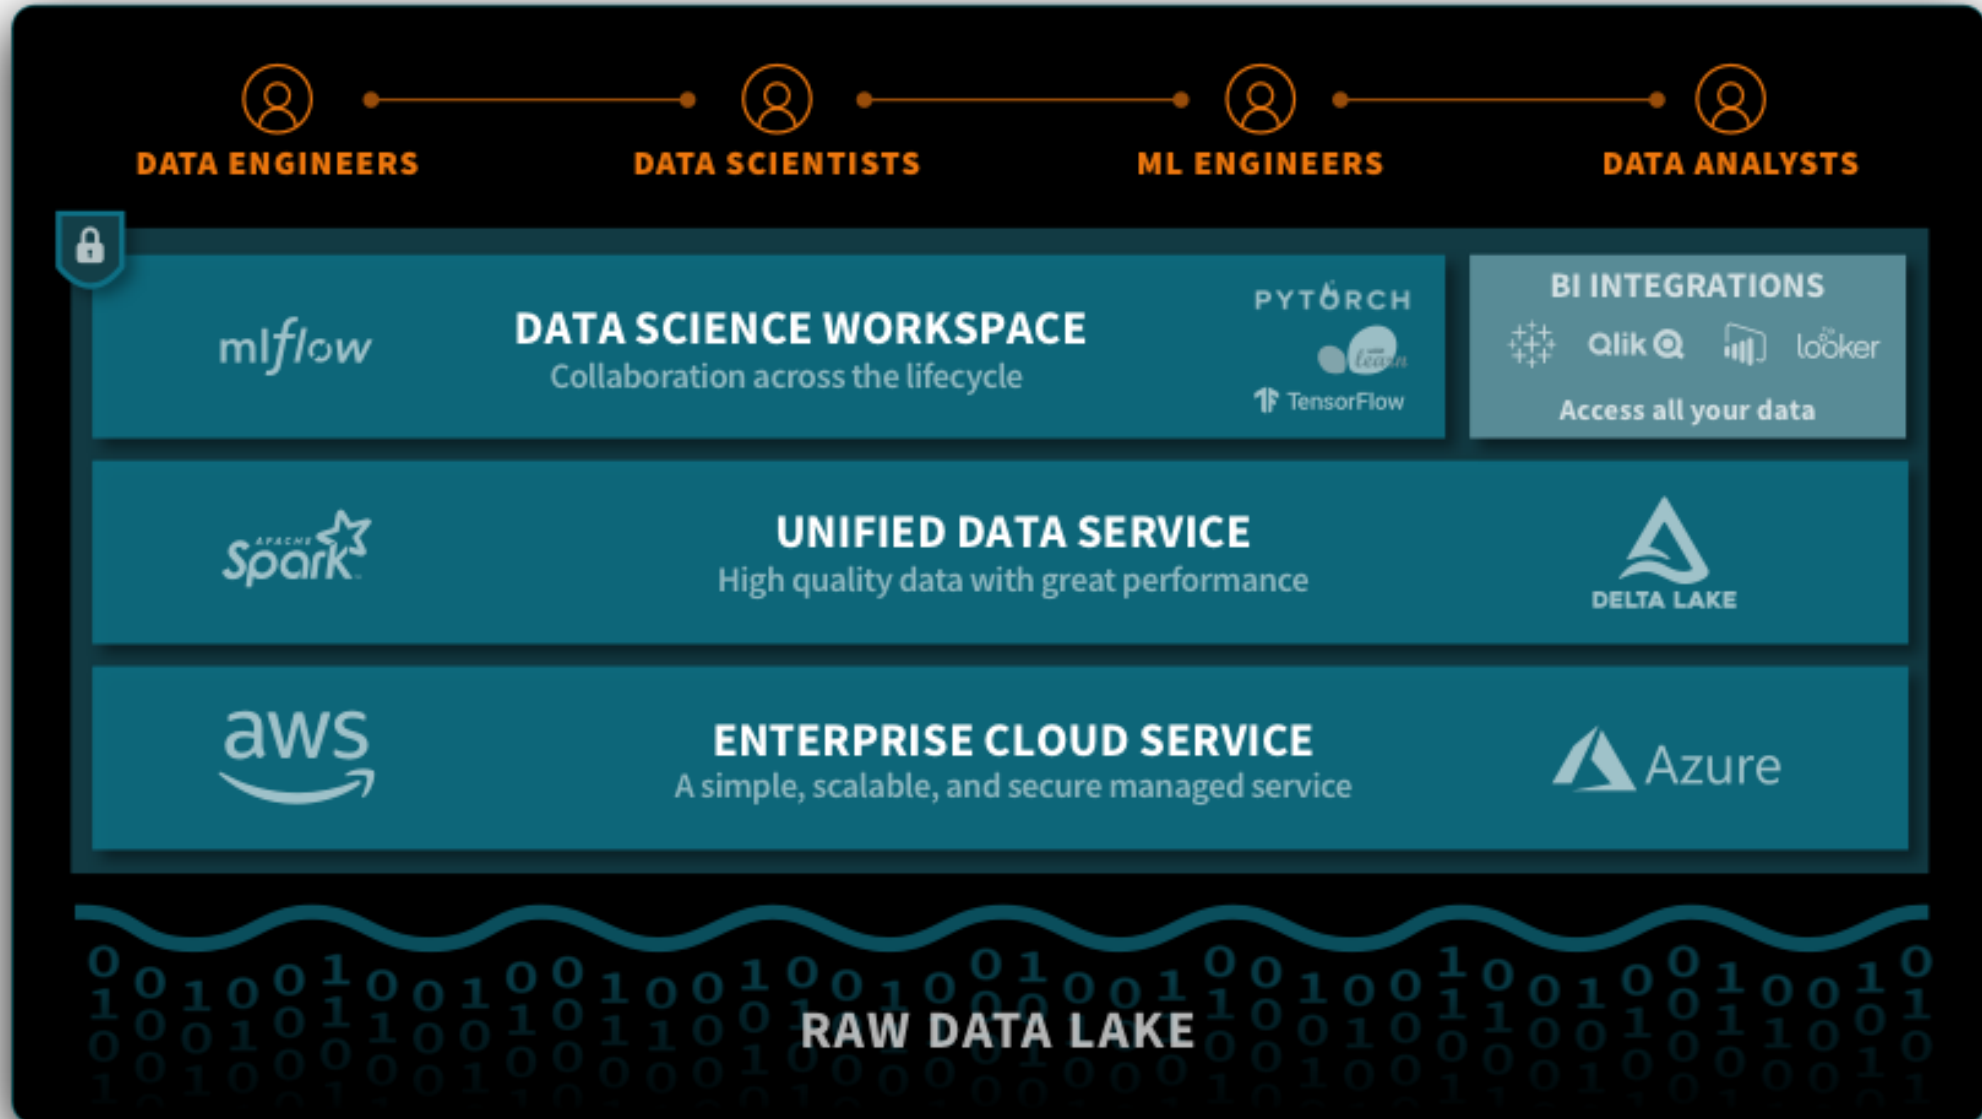 DATA ENGINEERS
DATA SCIENTISTS
ML ENGINEERS
DATA ANALYSTS
mlflow
DATA SCIENCE WORKSPACE
Collaboration across the lifecycle
PYTORCH
learn
TensorFlow
BI INTEGRATIONS
Qlik
looker
Access all your data
APACHE
Spark
UNIFIED DATA SERVICE
High quality data with great performance
DELTA LAKE
aws
ENTERPRISE CLOUD SERVICE
A simple, scalable, and secure managed service
Azure
RAW DATA LAKE